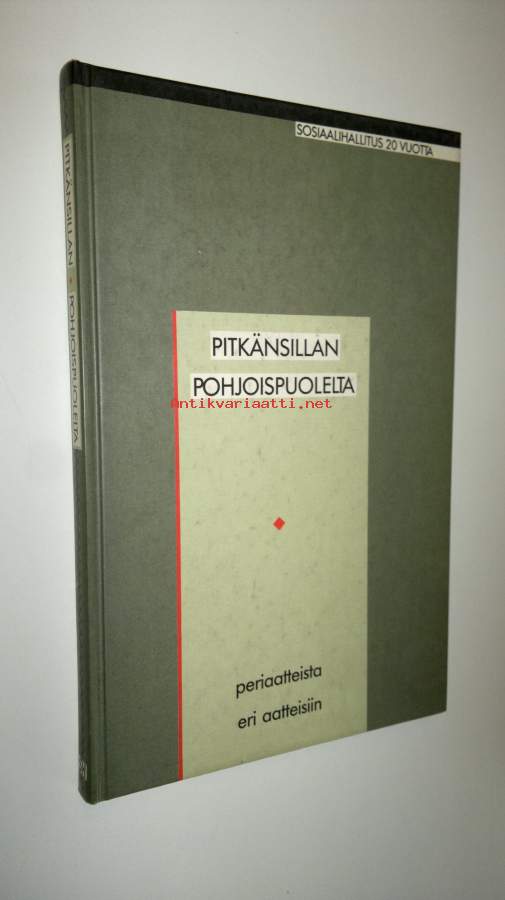 SOSIAALIHALLITUS 20 VUOTTA
PITKÄNSILLAN
POHJOISPUOLELTA
Antikvariaatti.net
periaatteista
eri aatteisiin
PITKÄNSILLAN ◆ POHJOISPUOLELTA